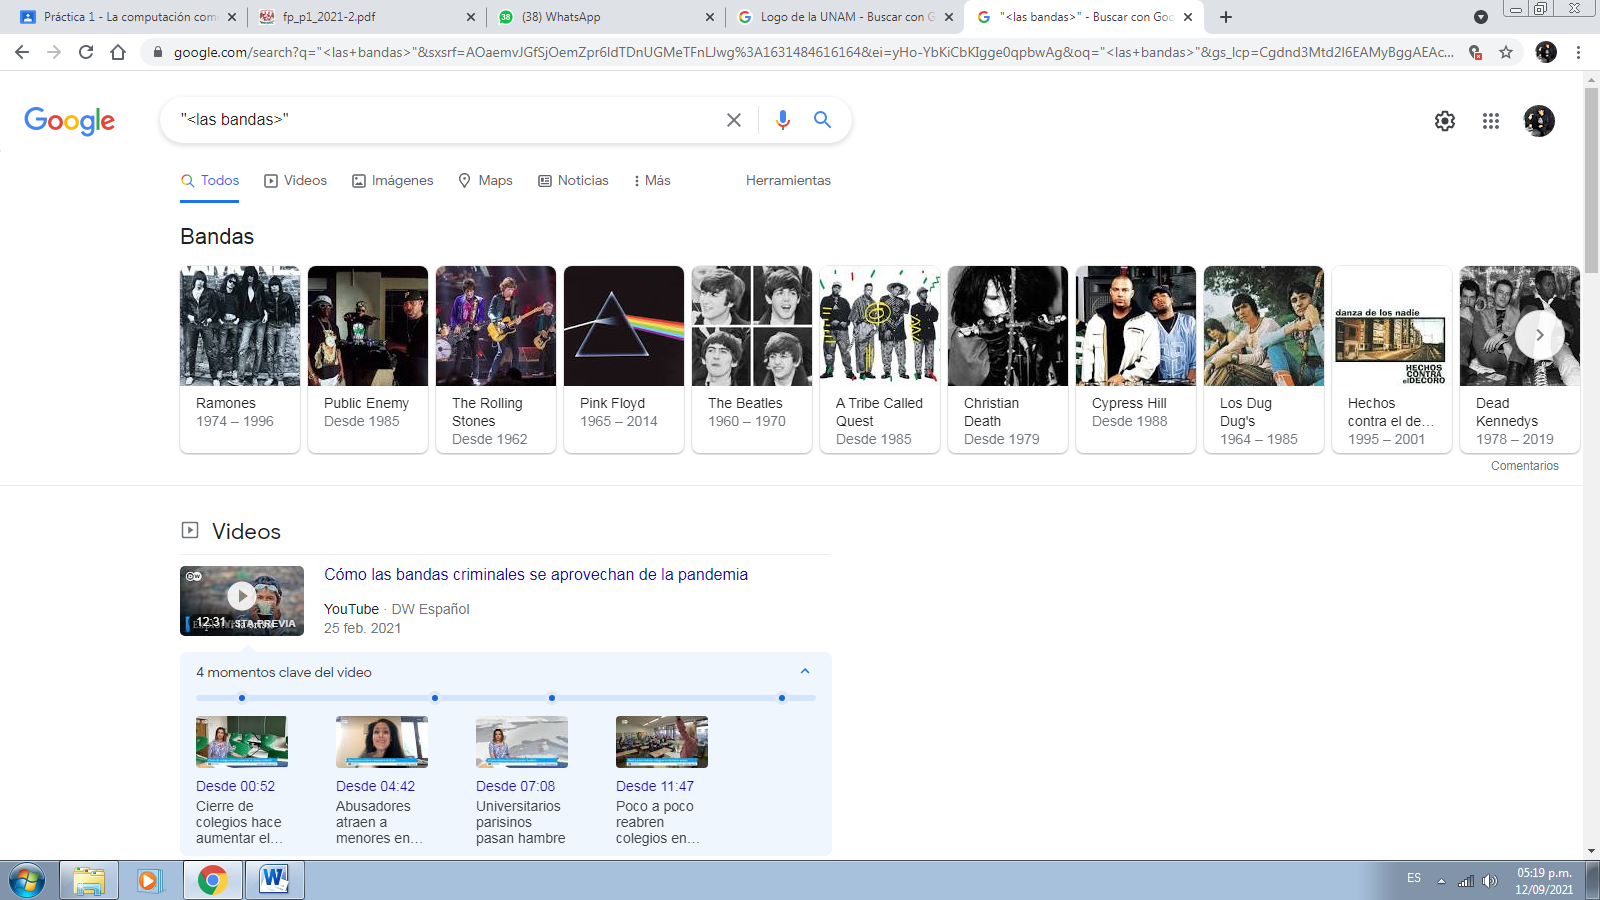 Práctica 1 - La computación com
fp_p1_2021-2.pdf
(38) WhatsApp
Logo de la UNAM - Buscar con G
"<las bandas>" - Buscar con Goo
google.com/search?q="<las+bandas>"&sxsrf=AOaemvJGfSjOemZpr6ldTDnUGMeTFnLJwg%3A1631484616164&ei=yHo-YbKiCbKIgge0qpbwAg&oq="<las+bandas>"&gs_lcp=Cgdnd3Mtd2l6EAMyBggAEAc...
Google
"<las bandas>"
Todos
Videos
Imágenes
Maps
Noticias
Más
Herramientas
Bandas
danza de los nadie
HECHOS
CONTRA
el DECORO
Ramones
1974 – 1996
Public Enemy
Desde 1985
The Rolling
Stones
Desde 1962
Pink Floyd
1965 – 2014
The Beatles
1960 – 1970
A Tribe Called
Quest
Desde 1985
Christian
Death
Desde 1979
Cypress Hill
Desde 1988
Los Dug
Dug's
1964 – 1985
Hechos
contra el de...
1995 – 2001
Dead
Kennedys
1978 – 2019
Comentarios
Videos
DW
12:31
STA PREVIA
Cómo las bandas criminales se aprovechan de la pandemia
YouTube · DW Español
25 feb. 2021
4 momentos clave del video
Desde 00:52
Cierre de
colegios hace
aumentar el...
Desde 04:42
Abusadores
atraen a
menores en...
Desde 07:08
Universitarios
parisinos
pasan hambre
Desde 11:47
Poco a poco
reabren
colegios en...
ES
05:19 p.m.
12/09/2021